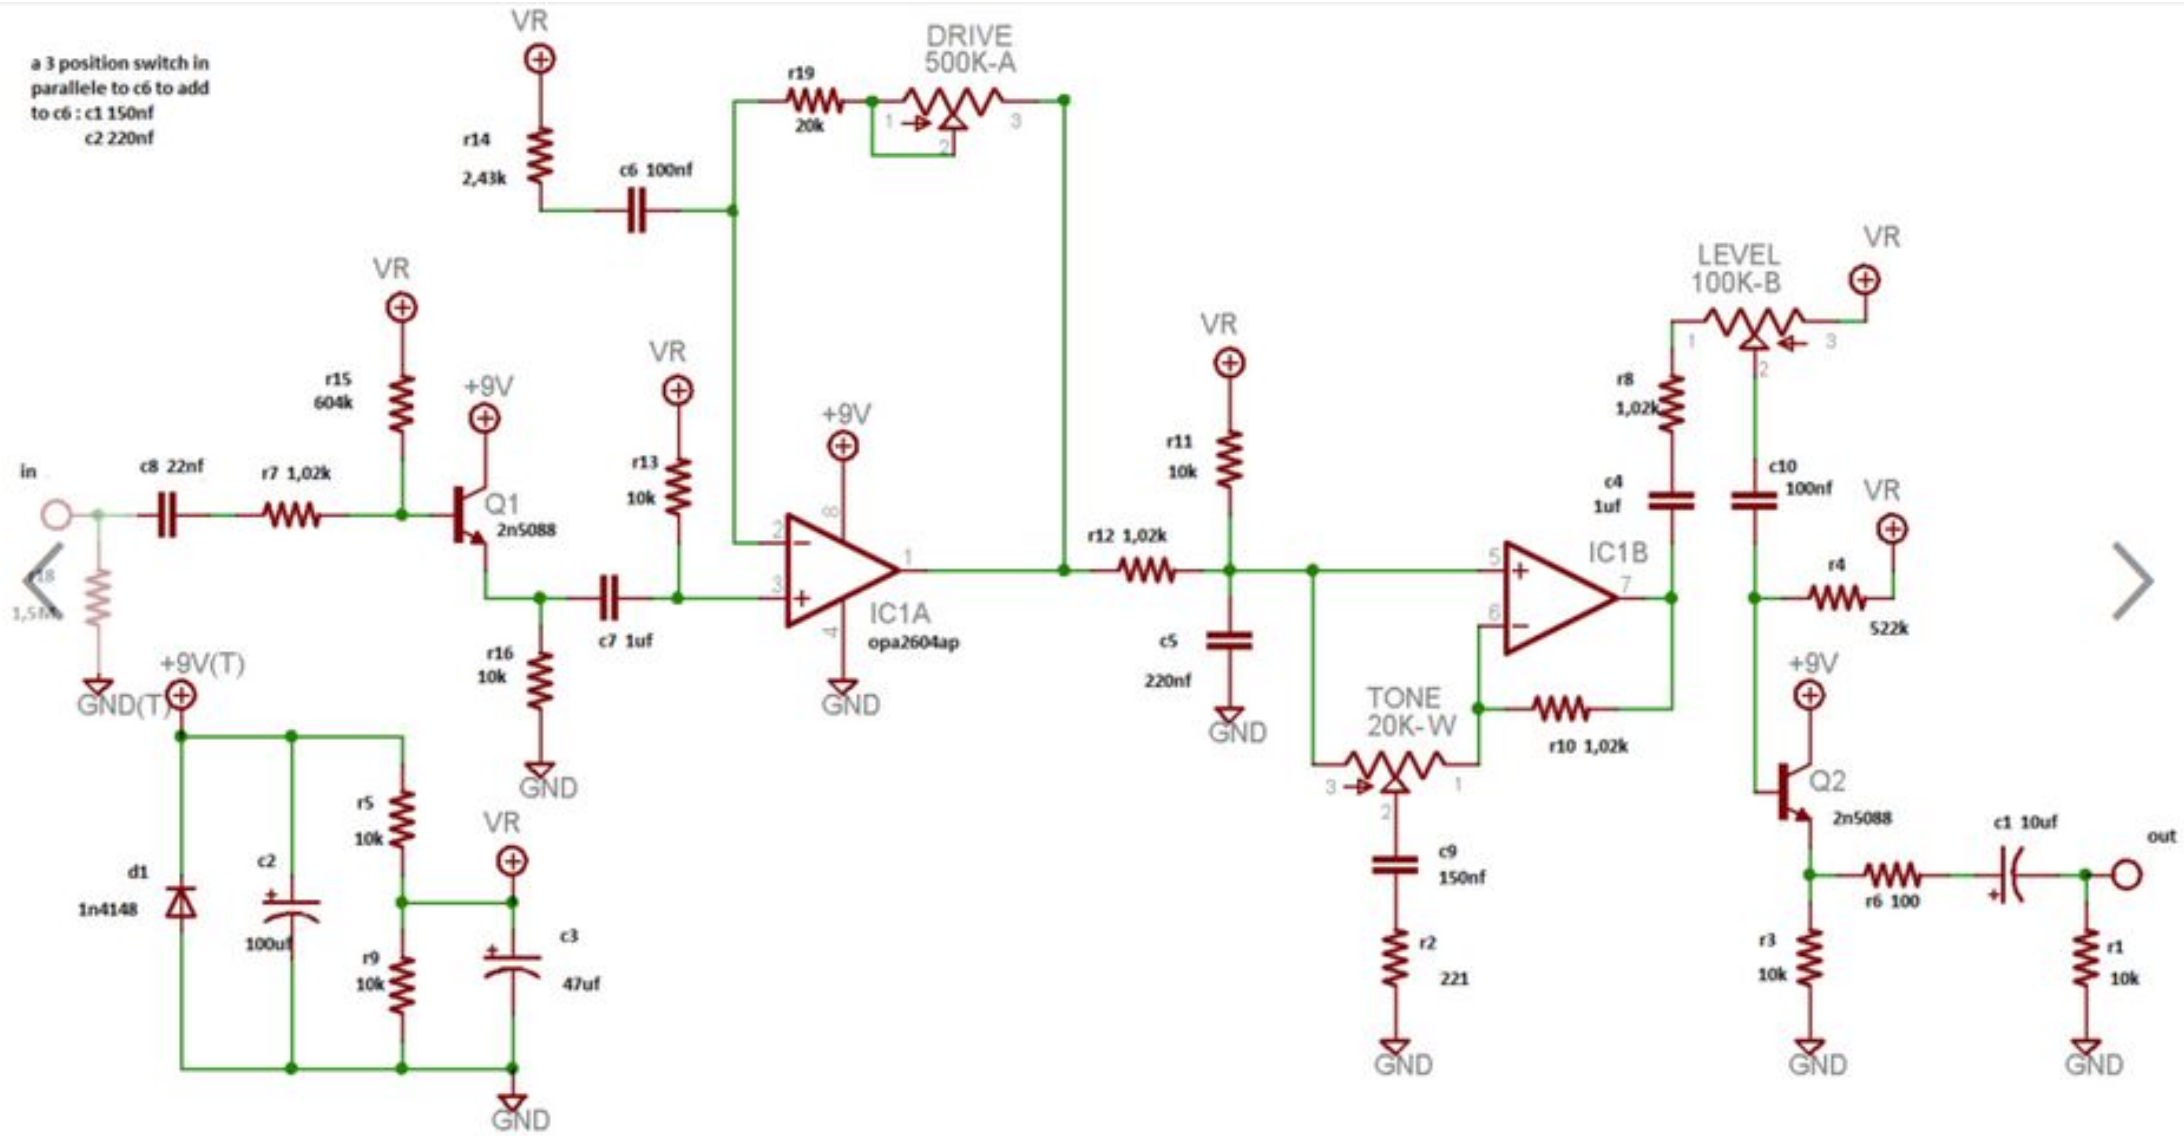 a 3 position switch in
parallele to c6 to add
to c6 : c1 150nf
c2 220nf
VR
r14
2,43k
c6 100nf
r19
20k
DRIVE
500K-A
1
2
3
VR
r15
604k
+9V
in
c8 22nf
r7 1,02k
Q1
2n5088
VR
r13
10k
+9V
8
2
3
1
4
IC1A
opa2604ap
GND
r16
10k
c7 1uf
GND
r18
GND(T)
+9V(T)
d1
1n4148
c2
100uf
r5
10k
r9
10k
VR
c3
47uf
GND
VR
r11
10k
r12 1,02k
c5
220nf
GND
5
6
7
IC1B
TONE
20K-W
3
2
1
r10 1,02k
c9
150nf
r2
221
GND
LEVEL
100K-B
VR
1
2
3
r8
1,02k
c4
1uf
c10
100nf
VR
r4
522k
+9V
Q2
2n5088
r3
10k
GND
r6 100
c1 10uf
out
r1
10k
GND